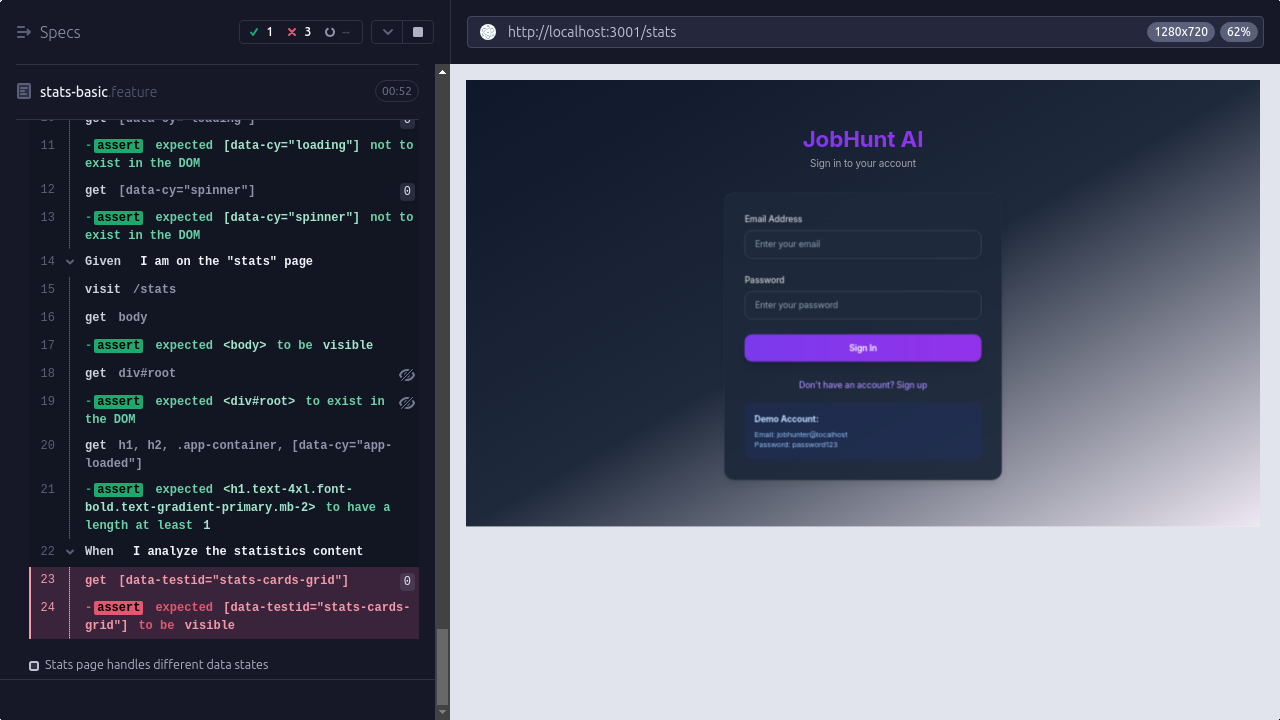 Specs
1
3
--
http://localhost:3001/stats
1280x720
62%
stats-basic.feature
00:52
10 get [data-cy="loading"] 0
11 -assert expected [data-cy="loading"] not to
exist in the DOM
12 get [data-cy="spinner"] 0
13 -assert expected [data-cy="spinner"] not to
exist in the DOM
14 Given I am on the "stats" page
15 visit /stats
16 get body
17 -assert expected <body> to be visible
18 get div#root
19 -assert expected <div#root> to exist in
the DOM
20 get h1, h2, .app-container, [data-cy="app-
loaded"]
21 -assert expected <h1.text-4xl.font-
bold.text-gradient-primary.mb-2> to have a
length at least 1
22 When I analyze the statistics content
23 get [data-testid="stats-cards-grid"] 0
24 -assert expected [data-testid="stats-cards-
grid"] to be visible
Stats page handles different data states
JobHunt AI
Sign in to your account
Email Address
Enter your email
Password
Enter your password
Sign In
Don't have an account? Sign up
Demo Account:
Email: jobhunter@localhost
Password: password123